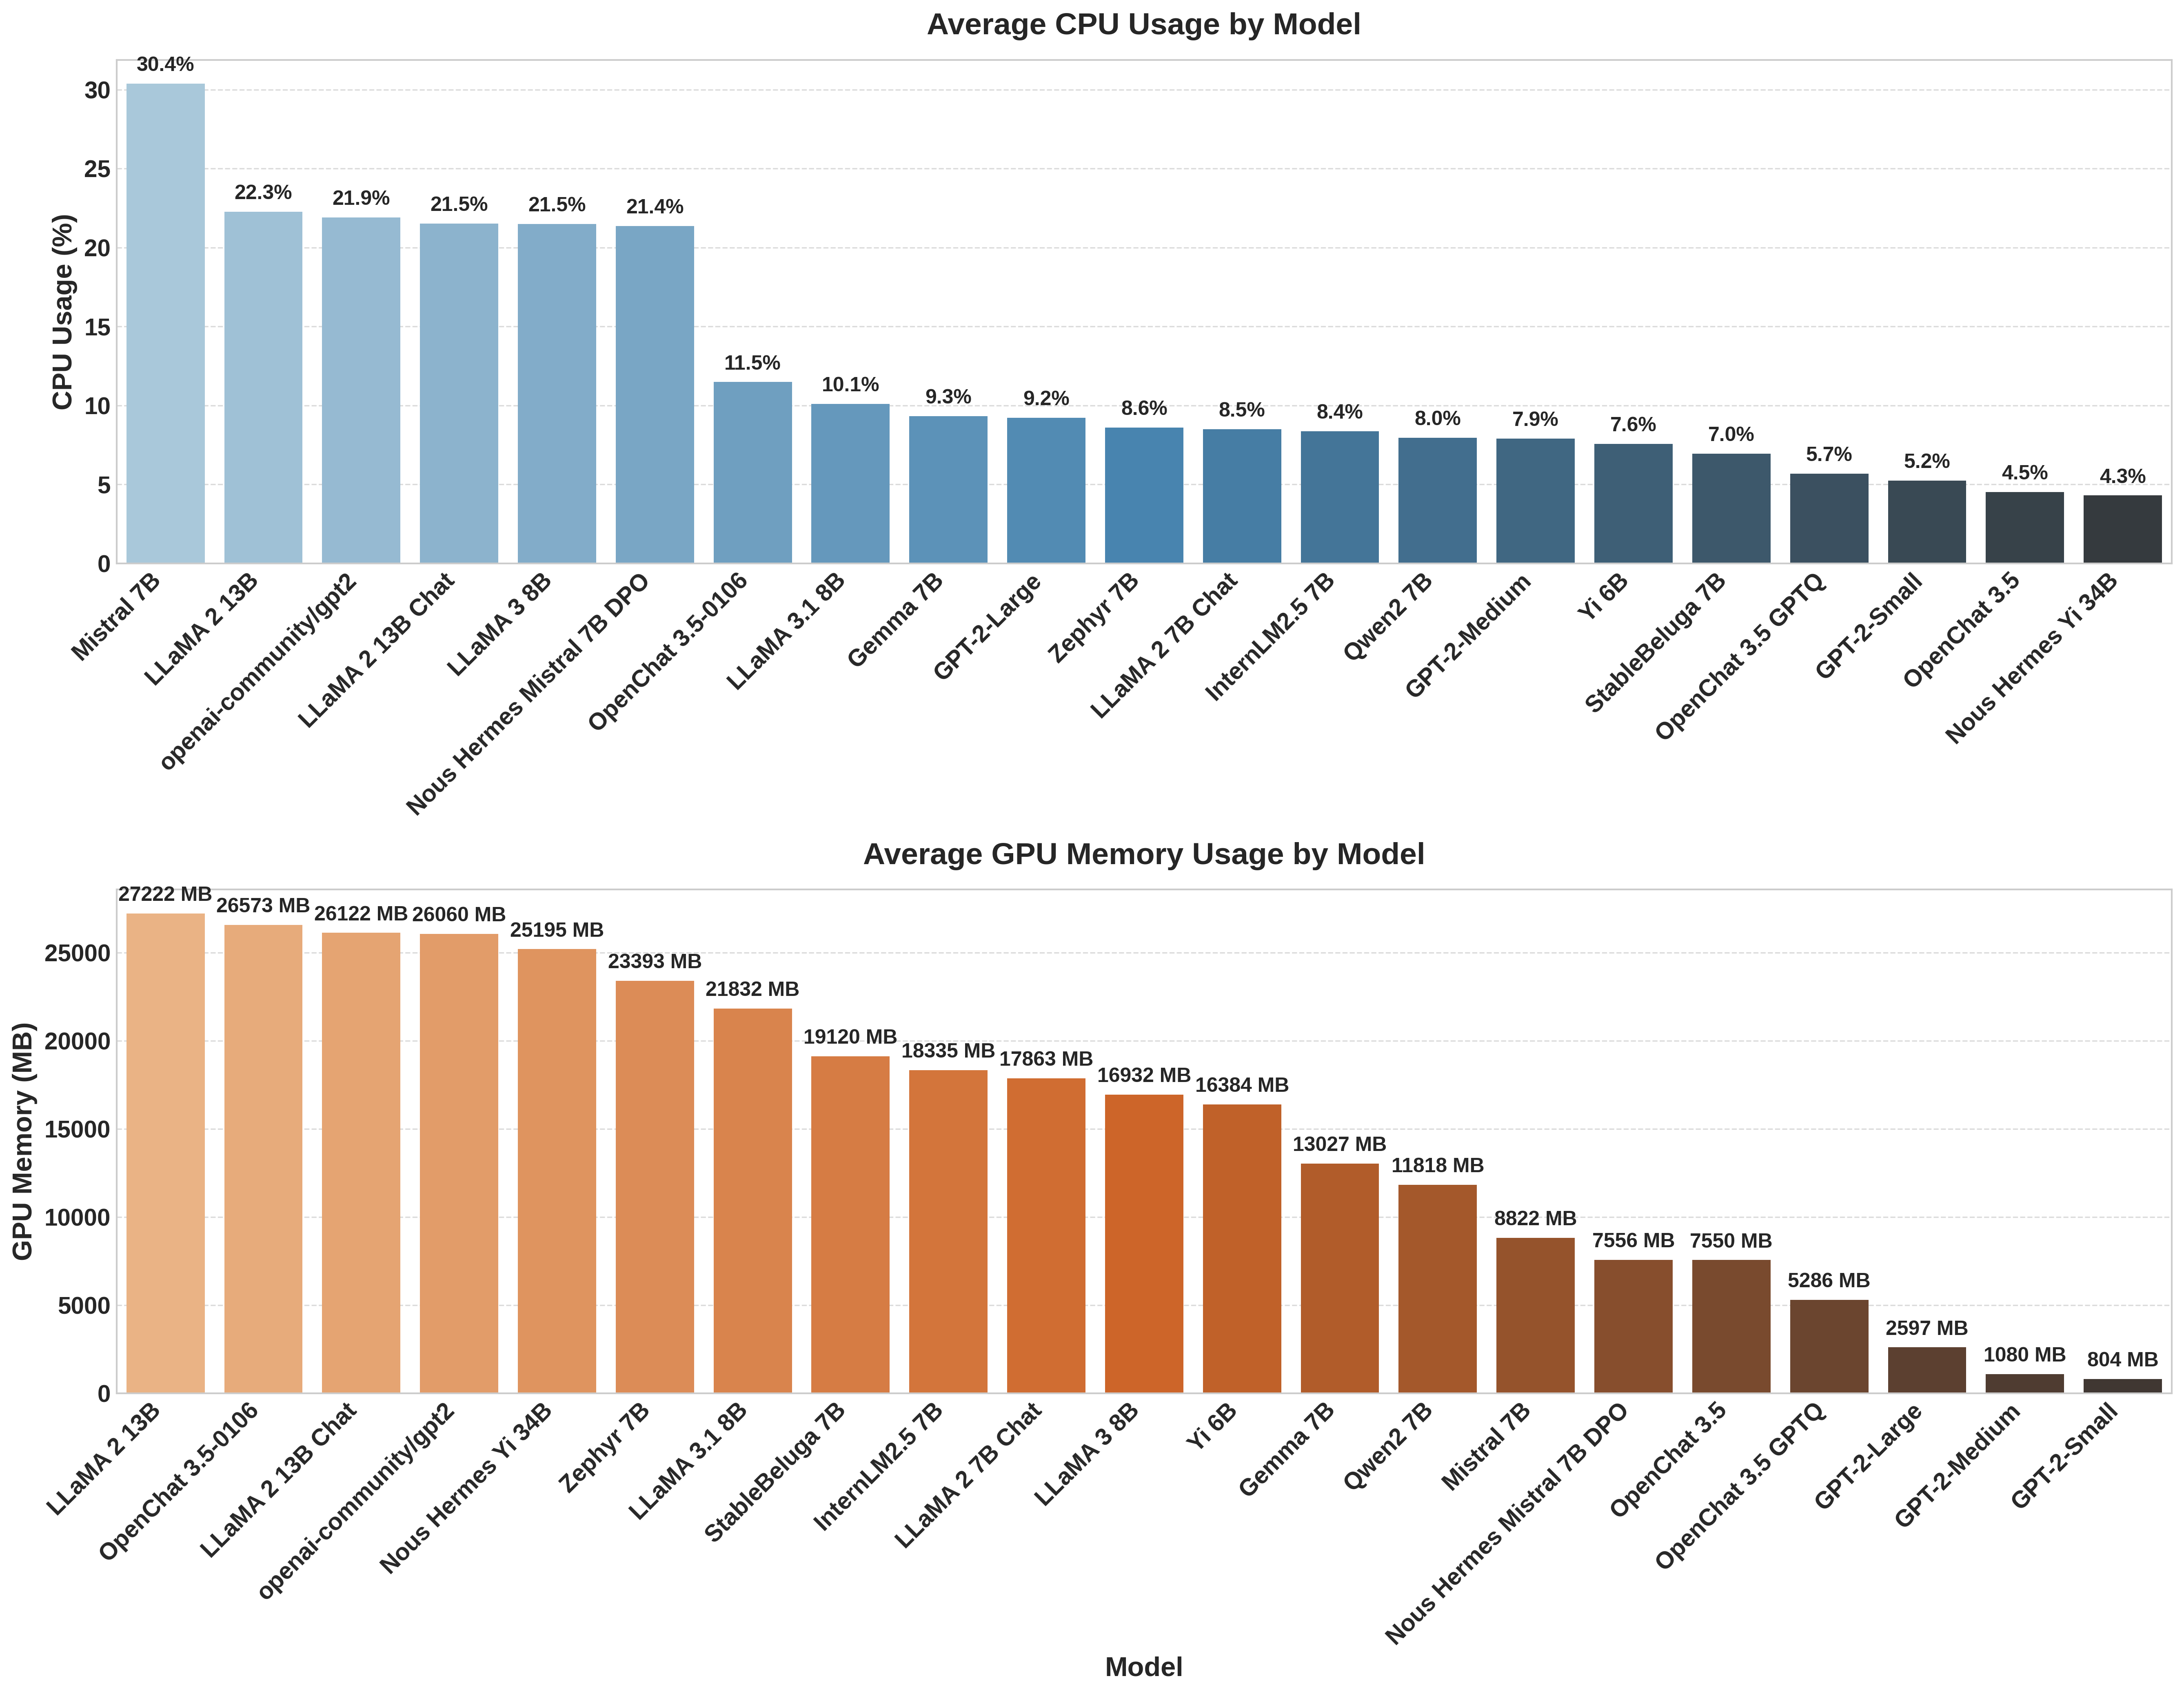 Average CPU Usage by Model
CPU Usage (%)
30
25
20
15
10
5
0
30.4%
22.3%
21.9%
21.5%
21.5%
21.4%
11.5%
10.1%
9.3%
9.2%
8.6%
8.5%
8.4%
8.0%
7.9%
7.6%
7.0%
5.7%
5.2%
4.5%
4.3%
Mistral 7B
LLaMA 2 13B
openai-community/gpt2
LLaMA 2 13B Chat
LLaMA 3 8B
Nous Hermes Mistral 7B DPO
OpenChat 3.5-0106
LLaMA 3.1 8B
Gemma 7B
GPT-2-Large
Zephyr 7B
LLaMA 2 7B Chat
InternLM2.5 7B
Qwen2 7B
GPT-2-Medium
Yi 6B
StableBeluga 7B
OpenChat 3.5 GPTQ
GPT-2-Small
OpenChat 3.5
Nous Hermes Yi 34B
Average GPU Memory Usage by Model
GPU Memory (MB)
25000
20000
15000
10000
5000
0
27222 MB
26573 MB
26122 MB
26060 MB
25195 MB
23393 MB
21832 MB
19120 MB
18335 MB
17863 MB
16932 MB
16384 MB
13027 MB
11818 MB
8822 MB
7556 MB
7550 MB
5286 MB
2597 MB
1080 MB
804 MB
LLaMA 2 13B
OpenChat 3.5-0106
LLaMA 2 13B Chat
openai-community/gpt2
Nous Hermes Yi 34B
Zephyr 7B
LLaMA 3.1 8B
StableBeluga 7B
InternLM2.5 7B
LLaMA 2 7B Chat
LLaMA 3 8B
Yi 6B
Gemma 7B
Qwen2 7B
Mistral 7B
Nous Hermes Mistral 7B DPO
OpenChat 3.5
OpenChat 3.5 GPTQ
GPT-2-Large
GPT-2-Medium
GPT-2-Small
Model